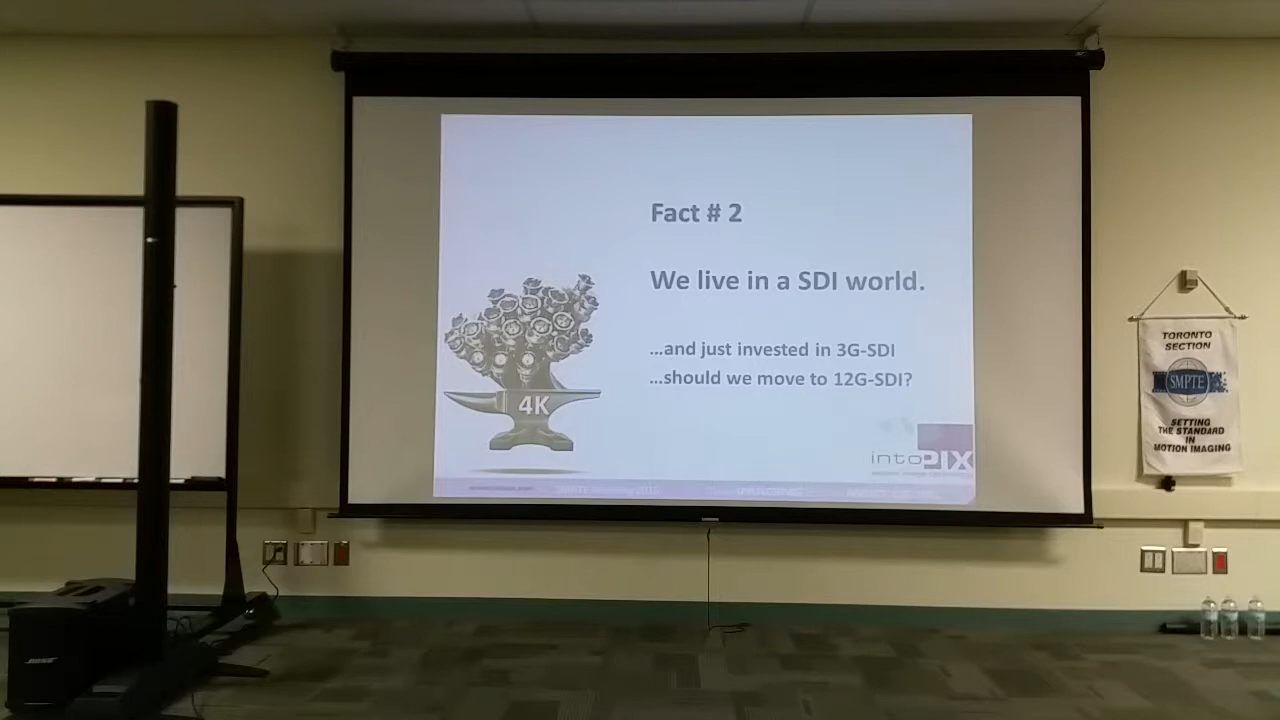 Fact # 2
We live in a SDI world.
...and just invested in 3G-SDI
...should we move to 12G-SDI?
4K
intoPIX
TORONTO
SECTION
SMPTE
SETTING
THE STANDARD
IN
MOTION IMAGING
BOSE